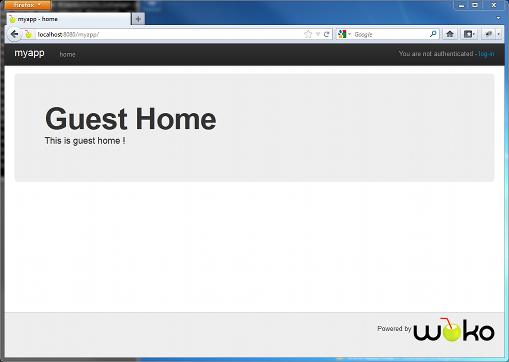 Firefox
myapp - home
localhost:8080/myapp/
Google
myapp
home
You are not authenticated - log-in
Guest Home
This is guest home !
Powered by woko